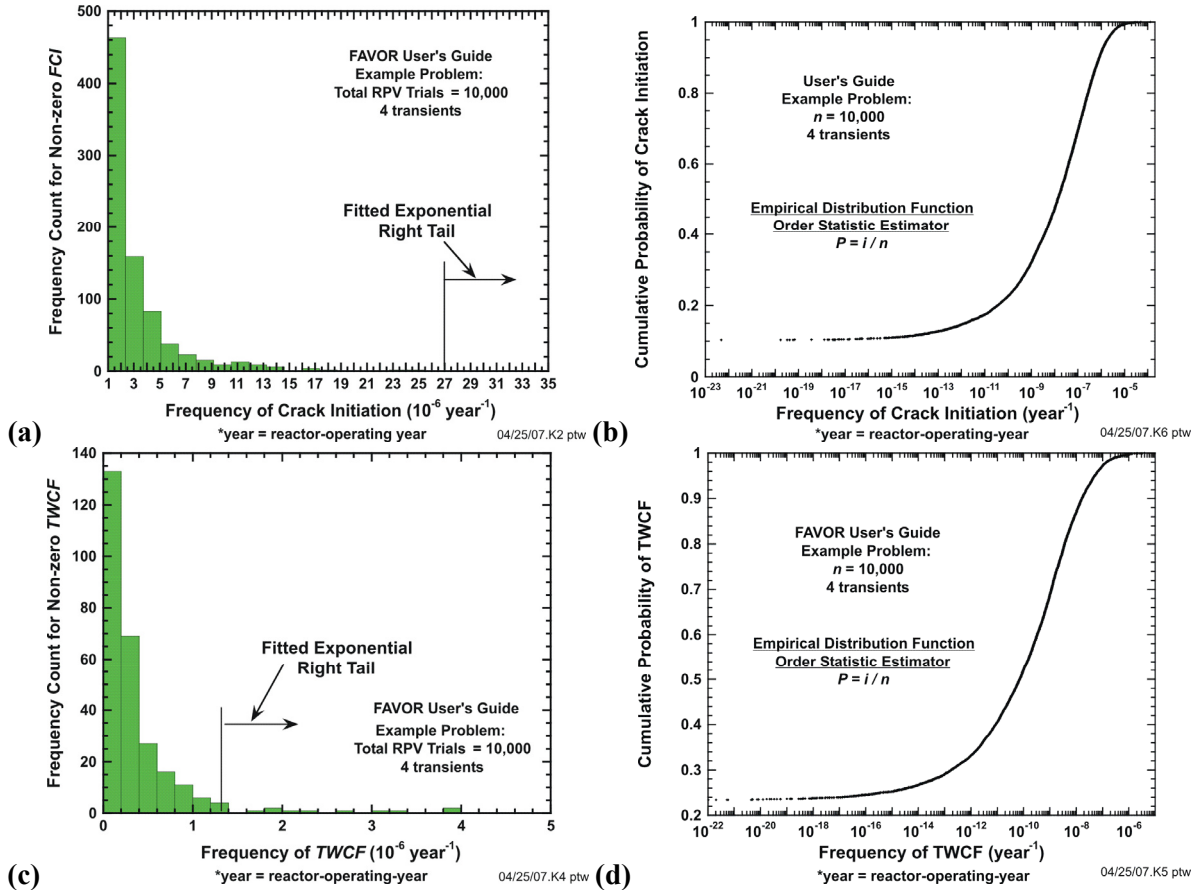 500
400
300
200
100
0
Frequency Count for Non-zero FCI
FAVOR User's Guide
Example Problem:
Total RPV Trials = 10,000
4 transients
Fitted Exponential
Right Tail
1 3 5 7 9 11 13 15 17 19 21 23 25 27 29 31 33 35
Frequency of Crack Initiation (10⁻⁶ year⁻¹)
*year = reactor-operating year
04/25/07.K2 ptw
(a)
1
0.8
0.6
0.4
0.2
0
Cumulative Probability of Crack Initiation
User's Guide
Example Problem:
n = 10,000
4 transients
Empirical Distribution Function
Order Statistic Estimator
P = i / n
10⁻²³ 10⁻²¹ 10⁻¹⁹ 10⁻¹⁷ 10⁻¹⁵ 10⁻¹³ 10⁻¹¹ 10⁻⁹ 10⁻⁷ 10⁻⁵
Frequency of Crack Initiation (year⁻¹)
*year = reactor-operating-year
04/25/07.K6 ptw
(b)
140
120
100
80
60
40
20
0
Frequency Count for Non-zero TWCF
Fitted Exponential
Right Tail
FAVOR User's Guide
Example Problem:
Total RPV Trials = 10,000
4 transients
0 1 2 3 4 5
Frequency of TWCF (10⁻⁶ year⁻¹)
*year = reactor-operating-year
04/25/07.K4 ptw
(c)
1
0.9
0.8
0.7
0.6
0.5
0.4
0.3
0.2
Cumulative Probability of TWCF
FAVOR User's Guide
Example Problem:
n = 10,000
4 transients
Empirical Distribution Function
Order Statistic Estimator
P = i / n
10⁻²² 10⁻²⁰ 10⁻¹⁸ 10⁻¹⁶ 10⁻¹⁴ 10⁻¹² 10⁻¹⁰ 10⁻⁸ 10⁻⁶
Frequency of TWCF (year⁻¹)
*year = reactor-operating-year
04/25/07.K5 ptw
(d)